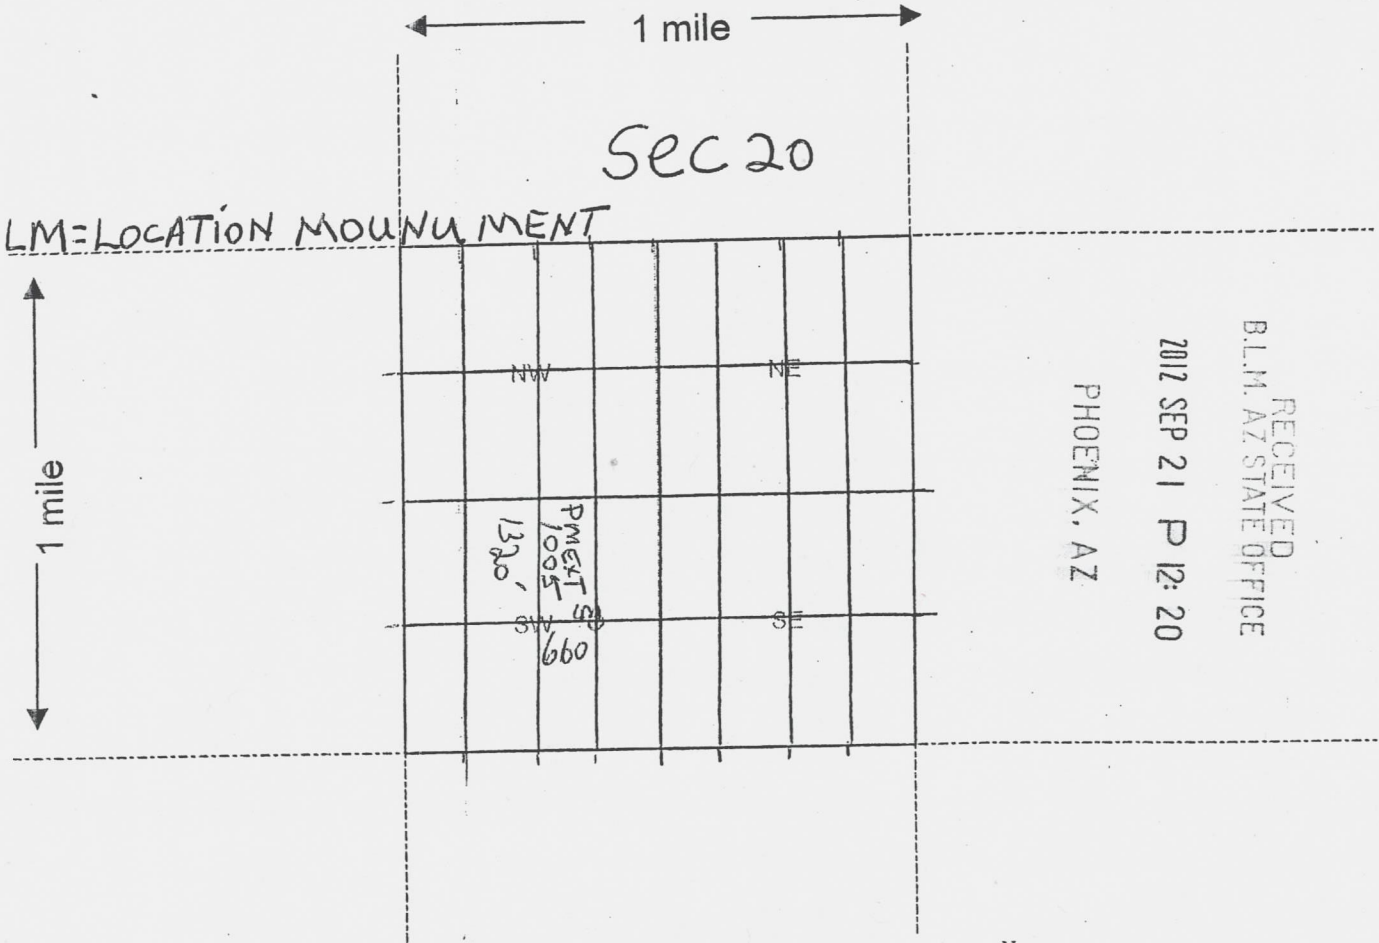 1 mile
Sec 20
LM=LOCATION MOUNUMENT
1 mile
NW
NE
SW
SE
PMEXT
1005
1320'
660
RECEIVED
B.L.M. AZ STATE OFFICE
2012 SEP 21 P 12:20
PHOENIX, AZ